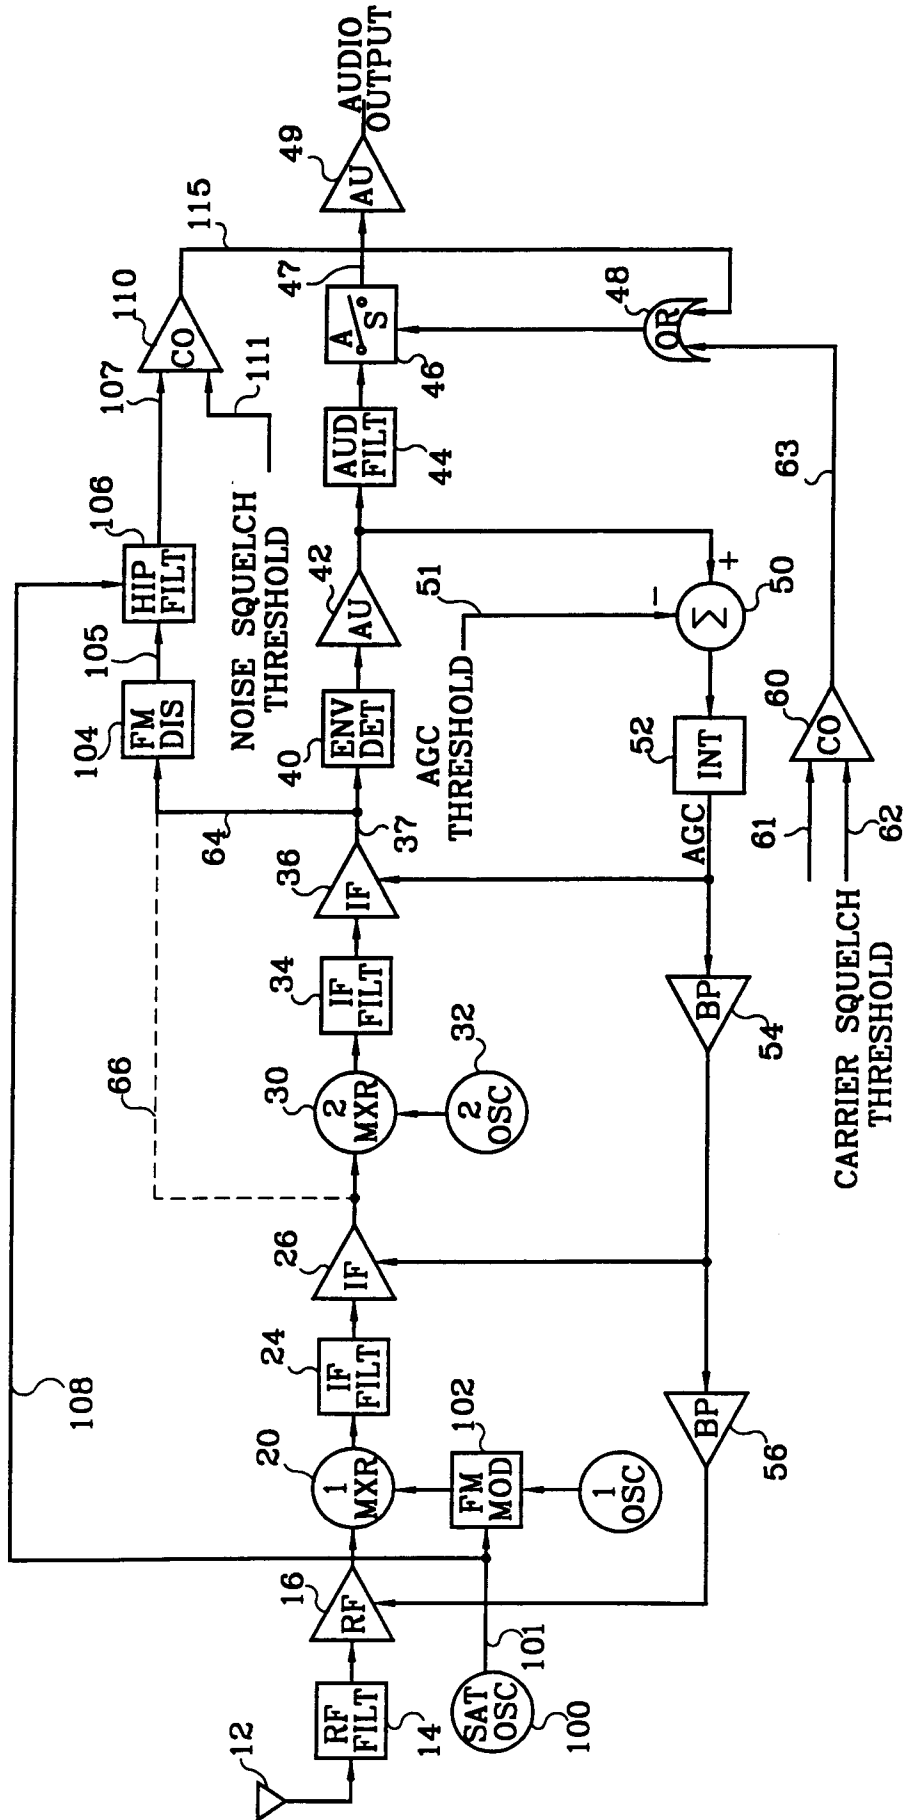 12
RF
FILT
14
RF
16
SAT
OSC
100
101
108
1
MXR
20
FM
MOD
102
1
OSC
IF
FILT
24
IF
26
66
2
MXR
30
2
OSC
32
IF
FILT
34
IF
36
37
64
ENV
DET
40
AU
42
FM
DIS
104
105
HIP
FILT
106
107
CO
110
111
NOISE SQUELCH
THRESHOLD
115
AUD
FILT
44
A
S
46
47
AU
49
AUDIO
OUTPUT
OR
48
AGC
THRESHOLD
51
-
+
Σ
50
INT
52
AGC
BP
54
BP
56
CO
60
61
62
63
CARRIER SQUELCH
THRESHOLD